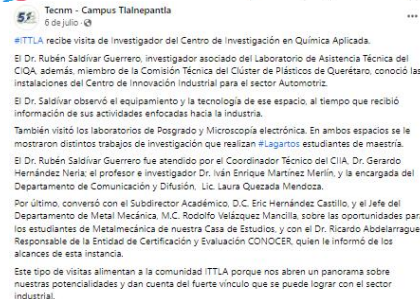 Tecnm - Campus Tlalnepantla
6 de julio ·
#ITTLA recibe visita de Investigador del Centro de Investigación en Química Aplicada.
El Dr. Rubén Saldívar Guerrero, investigador asociado del Laboratorio de Asistencia Técnica del
CIQA, además, miembro de la Comisión Técnica del Clúster de Plásticos de Querétaro, conoció las
instalaciones del Centro de Innovación Industrial para el sector Automotriz.
El Dr. Saldívar observó el equipamiento y la tecnología de ese espacio, al tiempo que recibió
información de sus actividades enfocadas hacia la industria.
También visitó los laboratorios de Posgrado y Microscopía electrónica. En ambos espacios se le
mostraron distintos trabajos de investigación que realizan #Lagartos estudiantes de maestría.
El Dr. Rubén Saldívar Guerrero fue atendido por el Coordinador Técnico del CIIA, Dr. Gerardo
Hernández Neria; el profesor e investigador Dr. Iván Enrique Martínez Merlín, y la encargada del
Departamento de Comunicación y Difusión, Lic. Laura Quezada Mendoza.
Por último, conversó con el Subdirector Académico, D.C. Eric Hernández Castillo, y el Jefe del
Departamento de Metal Mecánica, M.C. Rodolfo Velázquez Mancilla, sobre las oportunidades par
los estudiantes de Metalmecánica de nuestra Casa de Estudios, y con el Dr. Ricardo Abdelarrague
Responsable de la Entidad de Certificación y Evaluación CONOCER, quien le informó de los
alcances de esta instancia.
Este tipo de visitas alimentan a la comunidad ITTLA porque nos abren un panorama sobre
nuestras potencialidades y dan cuenta del fuerte vínculo que se puede lograr con el sector
industrial.